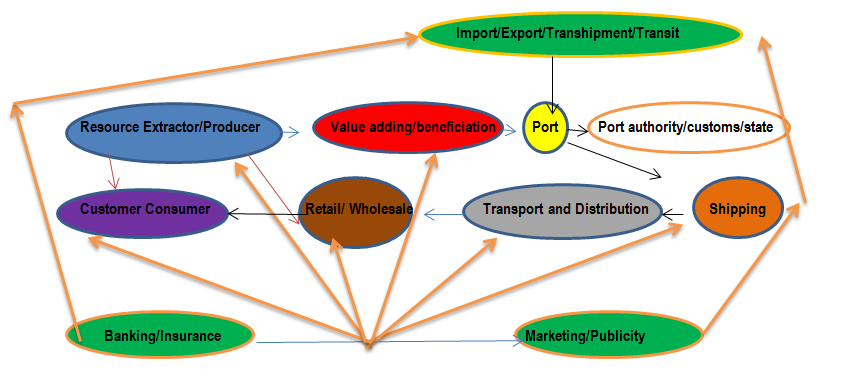 Import/Export/Transhipment/Transit
Resource Extractor/Producer
Value adding/beneficiation
Port
Port authority/customs/state
Customer Consumer
Retail/ Wholesale
Transport and Distribution
Shipping
Banking/Insurance
Marketing/Publicity